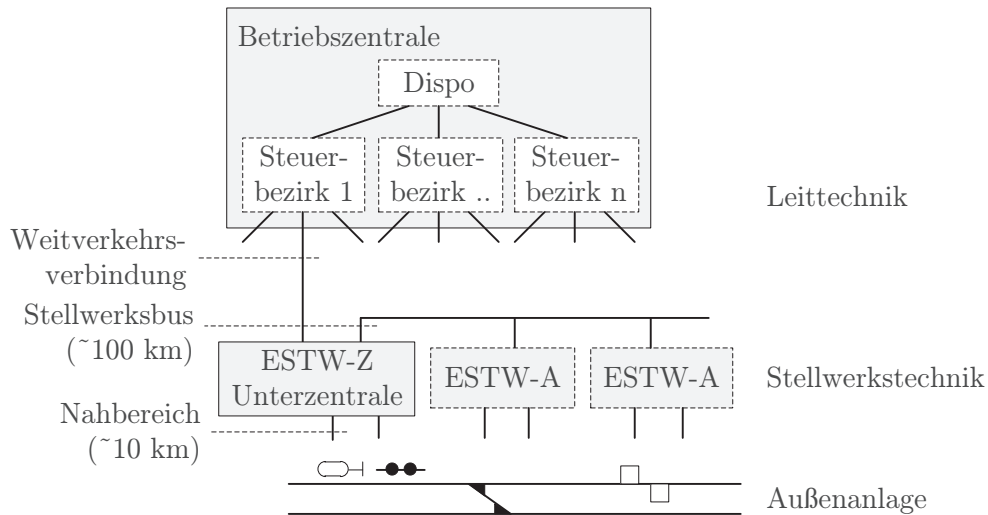 Betriebszentrale
Dispo
Steuer-
bezirk 1
Steuer-
bezirk ..
Steuer-
bezirk n
Leittechnik
Weitverkehrs-
verbindung
Stellwerksbus
(~100 km)
ESTW-Z
Unterzentrale
ESTW-A
ESTW-A
Stellwerkstechnik
Nahbereich
(~10 km)
Außenanlage